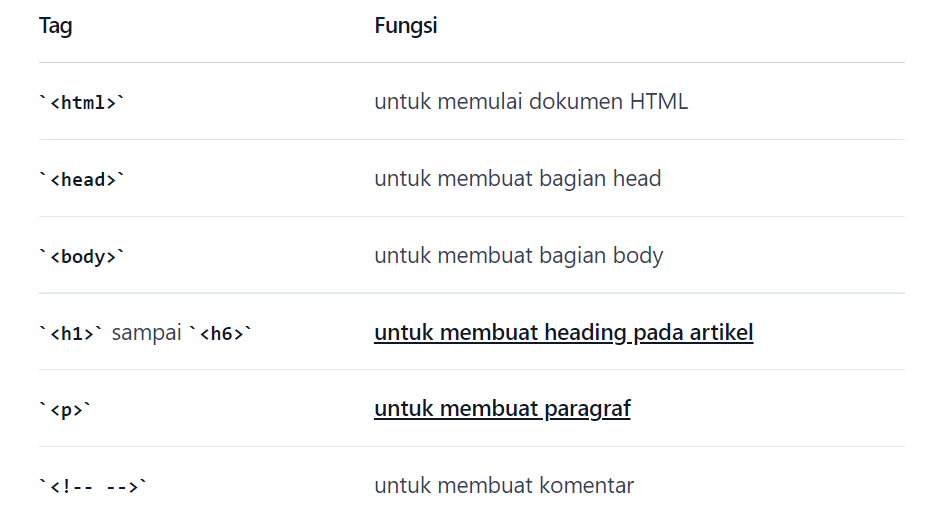 Tag Fungsi
`<html>` untuk memulai dokumen HTML
`<head>` untuk membuat bagian head
`<body>` untuk membuat bagian body
`<h1>` sampai `<h6>` untuk membuat heading pada artikel
`<p>` untuk membuat paragraf
`<!-- -->` untuk membuat komentar